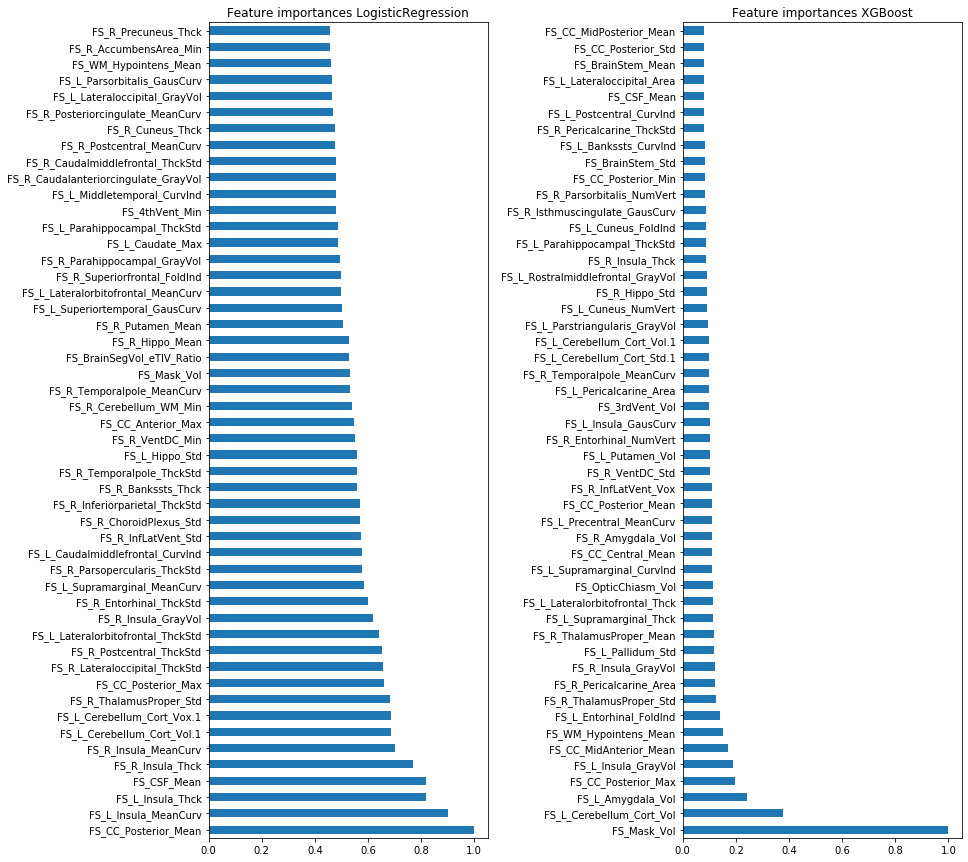 Feature importances LogisticRegression
FS_R_Precuneus_Thck
FS_R_AccumbensArea_Min
FS_WM_Hypointens_Mean
FS_L_Parsorbitalis_GausCurv
FS_L_Lateraloccipital_GrayVol
FS_R_Posteriorcingulate_MeanCurv
FS_R_Cuneus_Thck
FS_R_Postcentral_MeanCurv
FS_R_Caudalmiddlefrontal_ThckStd
FS_R_Caudalanteriorcingulate_GrayVol
FS_L_Middletemporal_CurvInd
FS_4thVent_Min
FS_L_Parahippocampal_ThckStd
FS_L_Caudate_Max
FS_R_Parahippocampal_GrayVol
FS_R_Superiorfrontal_FoldInd
FS_L_Lateralorbitofrontal_MeanCurv
FS_L_Superiortemporal_GausCurv
FS_R_Putamen_Mean
FS_R_Hippo_Mean
FS_BrainSegVol_eTIV_Ratio
FS_Mask_Vol
FS_R_Temporalpole_MeanCurv
FS_R_Cerebellum_WM_Min
FS_CC_Anterior_Max
FS_R_VentDC_Min
FS_L_Hippo_Std
FS_R_Temporalpole_ThckStd
FS_R_Bankssts_Thck
FS_R_Inferiorparietal_ThckStd
FS_R_ChoroidPlexus_Std
FS_R_InfLatVent_Std
FS_L_Caudalmiddlefrontal_CurvInd
FS_R_Parsopercularis_ThckStd
FS_L_Supramarginal_MeanCurv
FS_R_Entorhinal_ThckStd
FS_R_Insula_GrayVol
FS_L_Lateralorbitofrontal_ThckStd
FS_R_Postcentral_ThckStd
FS_R_Lateraloccipital_ThckStd
FS_CC_Posterior_Max
FS_R_ThalamusProper_Std
FS_L_Cerebellum_Cort_Vox.1
FS_L_Cerebellum_Cort_Vol.1
FS_R_Insula_MeanCurv
FS_R_Insula_Thck
FS_CSF_Mean
FS_L_Insula_Thck
FS_L_Insula_MeanCurv
FS_CC_Posterior_Mean
0.0 0.2 0.4 0.6 0.8 1.0
Feature importances XGBoost
FS_CC_MidPosterior_Mean
FS_CC_Posterior_Std
FS_BrainStem_Mean
FS_L_Lateraloccipital_Area
FS_CSF_Mean
FS_L_Postcentral_CurvInd
FS_R_Pericalcarine_ThckStd
FS_L_Bankssts_CurvInd
FS_BrainStem_Std
FS_CC_Posterior_Min
FS_R_Parsorbitalis_NumVert
FS_R_Isthmuscingulate_GausCurv
FS_L_Cuneus_FoldInd
FS_L_Parahippocampal_ThckStd
FS_R_Insula_Thck
FS_L_Rostralmiddlefrontal_GrayVol
FS_R_Hippo_Std
FS_L_Cuneus_NumVert
FS_L_Parstriangularis_GrayVol
FS_L_Cerebellum_Cort_Vol.1
FS_L_Cerebellum_Cort_Std.1
FS_R_Temporalpole_MeanCurv
FS_L_Pericalcarine_Area
FS_3rdVent_Vol
FS_L_Insula_GausCurv
FS_R_Entorhinal_NumVert
FS_L_Putamen_Vol
FS_R_VentDC_Std
FS_R_InfLatVent_Vox
FS_CC_Posterior_Mean
FS_L_Precentral_MeanCurv
FS_R_Amygdala_Vol
FS_CC_Central_Mean
FS_L_Supramarginal_CurvInd
FS_OpticChiasm_Vol
FS_L_Lateralorbitofrontal_Thck
FS_L_Supramarginal_Thck
FS_R_ThalamusProper_Mean
FS_L_Pallidum_Std
FS_R_Insula_GrayVol
FS_R_Pericalcarine_Area
FS_R_ThalamusProper_Std
FS_L_Entorhinal_FoldInd
FS_WM_Hypointens_Mean
FS_CC_MidAnterior_Mean
FS_L_Insula_GrayVol
FS_CC_Posterior_Max
FS_L_Amygdala_Vol
FS_L_Cerebellum_Cort_Vol
FS_Mask_Vol
0.0 0.2 0.4 0.6 0.8 1.0